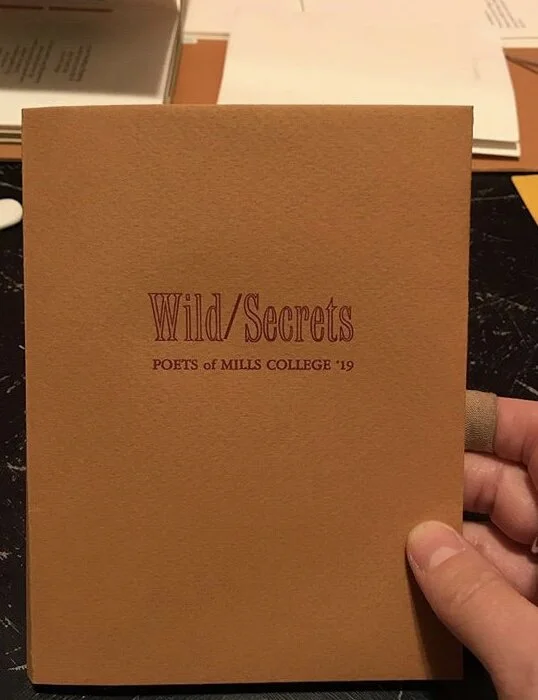 Wild/Secrets
POETS of MILLS COLLEGE '19